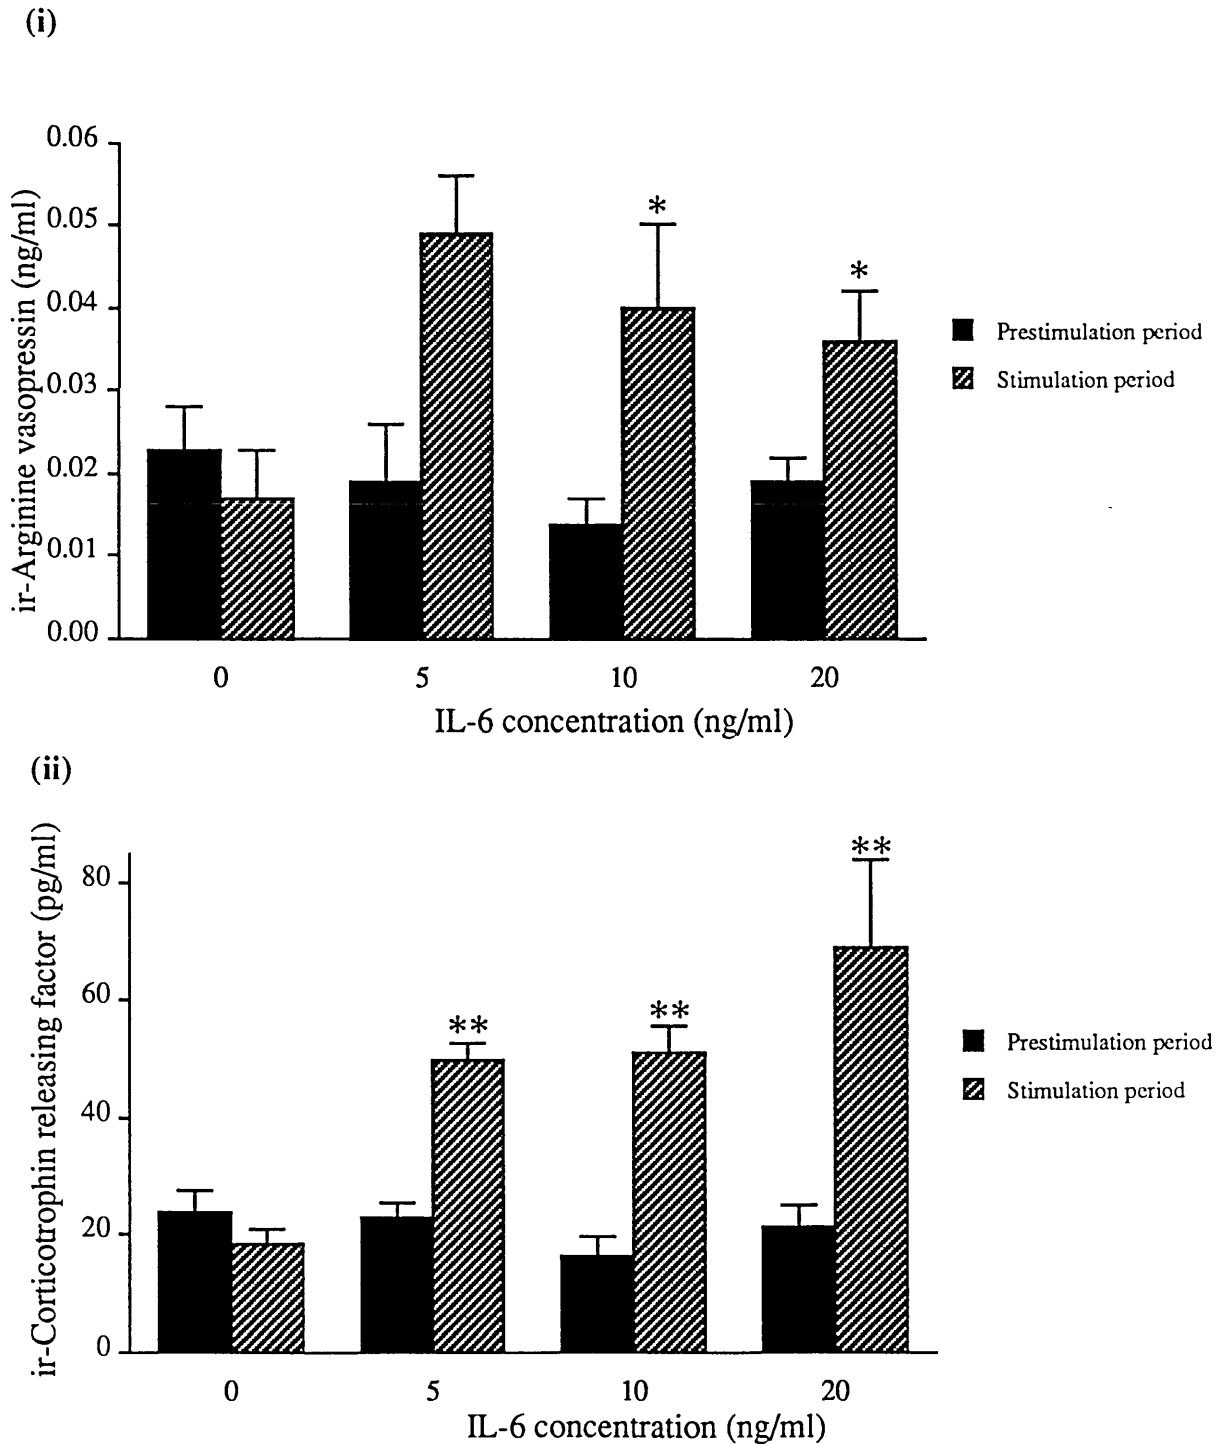 (i)
ir-Arginine vasopressin (ng/ml)
0.06
0.05
0.04
0.03
0.02
0.01
0.00
*
*
Prestimulation period
Stimulation period
0 5 10 20
IL-6 concentration (ng/ml)
(ii)
ir-Corticotrophin releasing factor (pg/ml)
80
60
40
20
0
**
**
**
Prestimulation period
Stimulation period
0 5 10 20
IL-6 concentration (ng/ml)